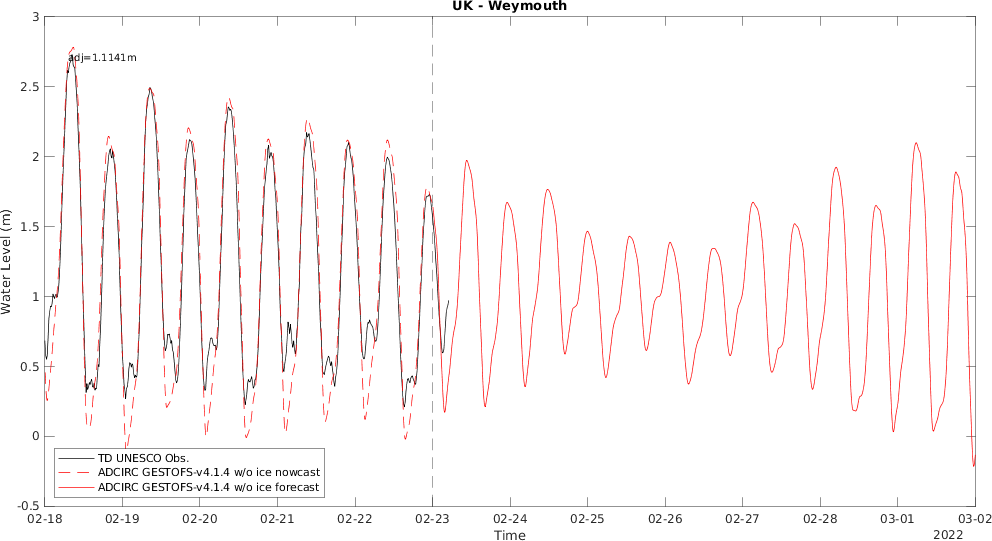 UK - Weymouth
adj=1.1141m
3
2.5
2
1.5
1
0.5
0
-0.5
Water Level (m)
TD UNESCO Obs.
ADCIRC GESTOFS-v4.1.4 w/o ice nowcast
ADCIRC GESTOFS-v4.1.4 w/o ice forecast
02-18 02-19 02-20 02-21 02-22 02-23 02-24 02-25 02-26 02-27 02-28 03-01 03-02
Time
2022